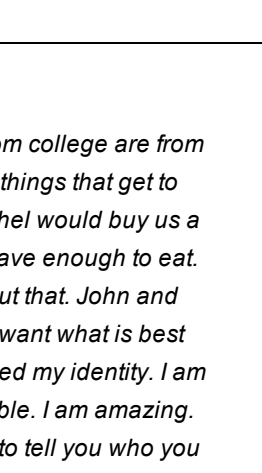 om college are from
things that get to
hel would buy us a
ave enough to eat.
ut that. John and
want what is best
ed my identity. I am
ble. I am amazing.
to tell you who you